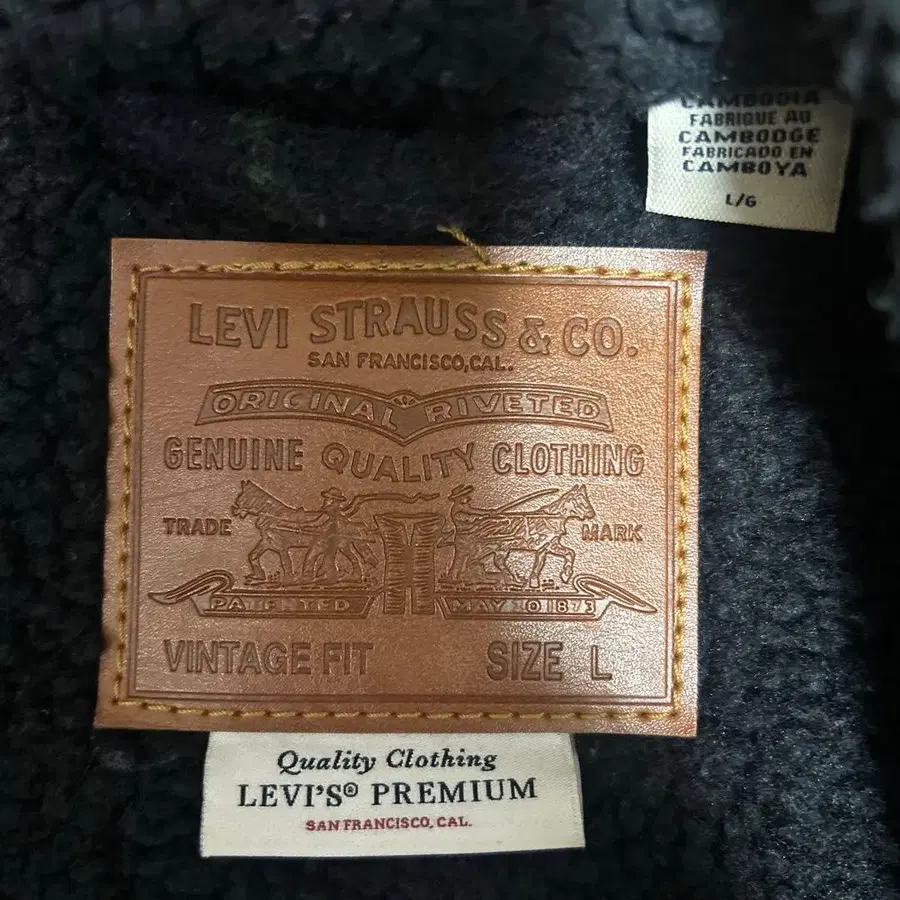 CAMBODIA
FABRIQUE AU
CAMBODGE
FABRICADO EN
CAMBOYA
L/G
LEVI STRAUSS & CO.
SAN FRANCISCO, CAL.
ORIGINAL RIVETED
GENUINE QUALITY CLOTHING
TRADE MARK
PATENTED MAY 20 1873
VINTAGE FIT SIZE L
Quality Clothing
LEVI'S® PREMIUM
SAN FRANCISCO, CAL.